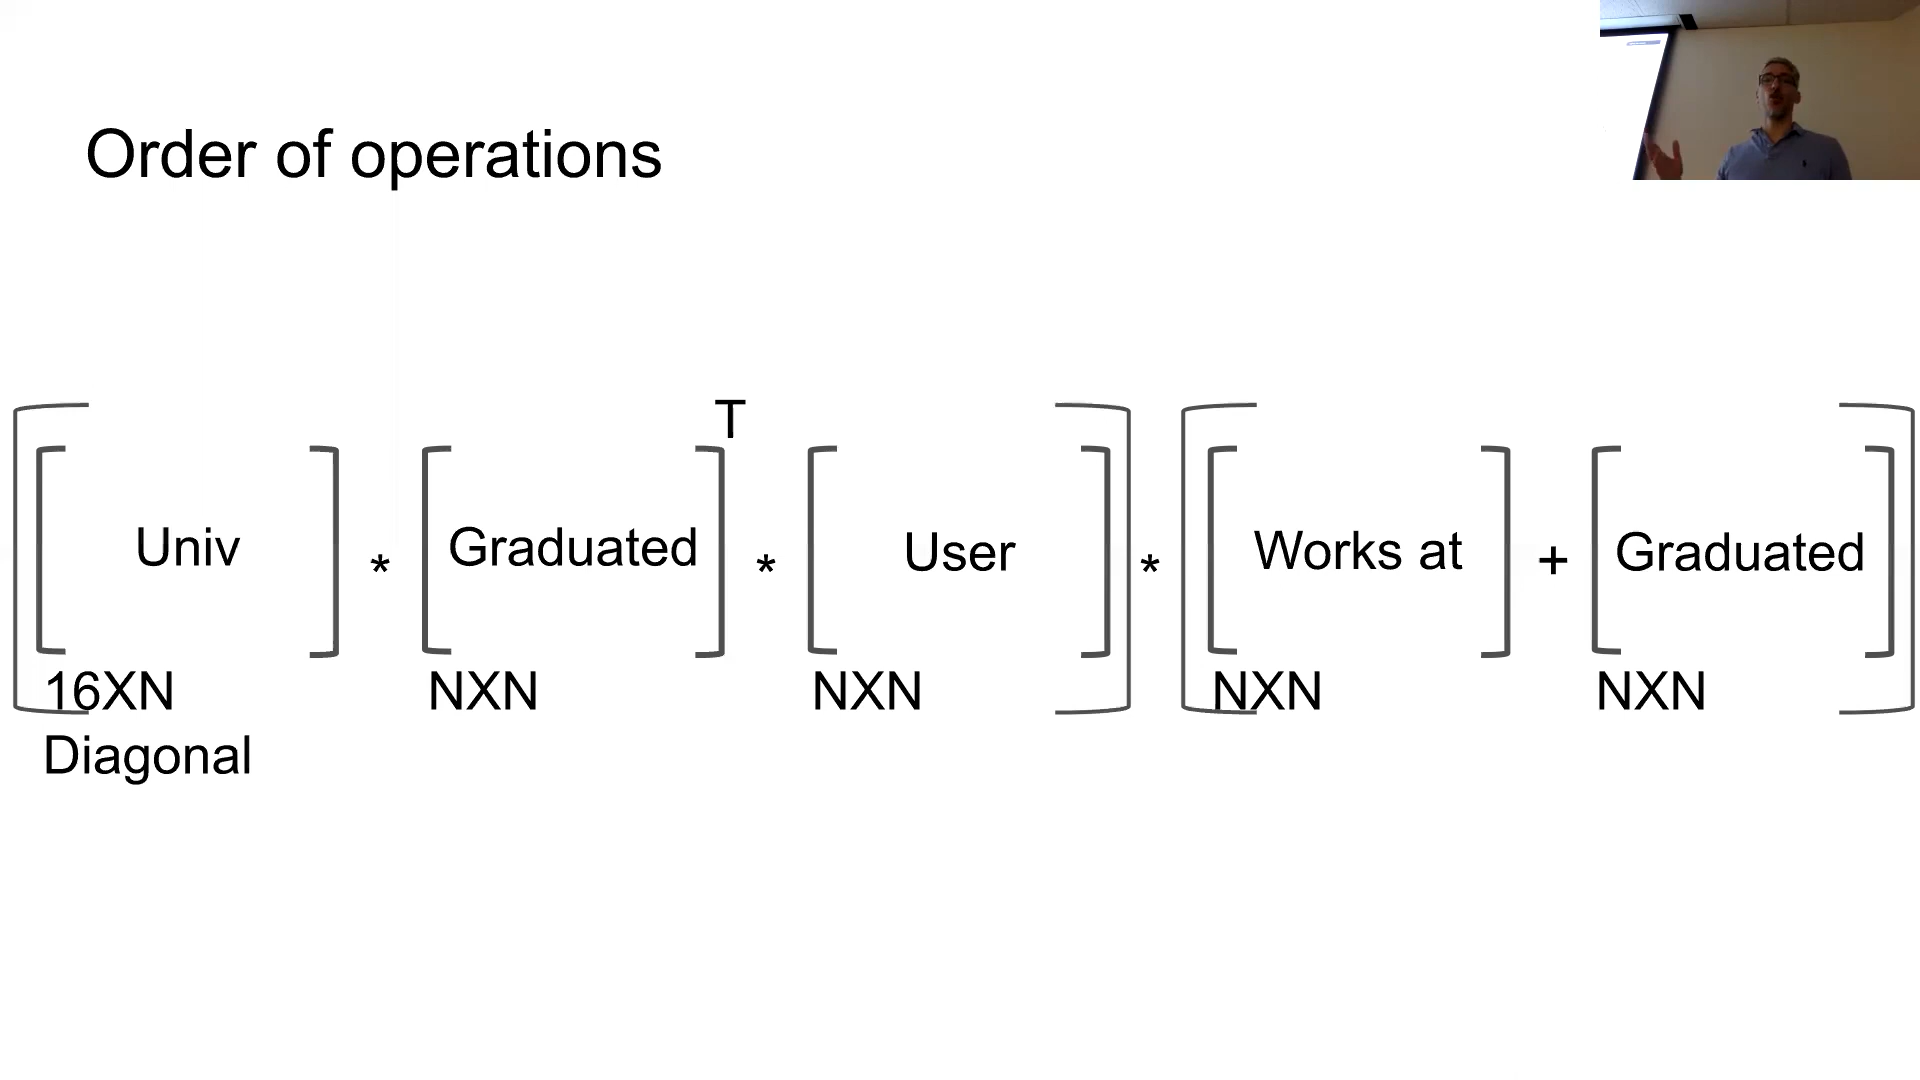 Order of operations
T
Univ * Graduated * User * Works at + Graduated
16XN NXN NXN NXN NXN
Diagonal